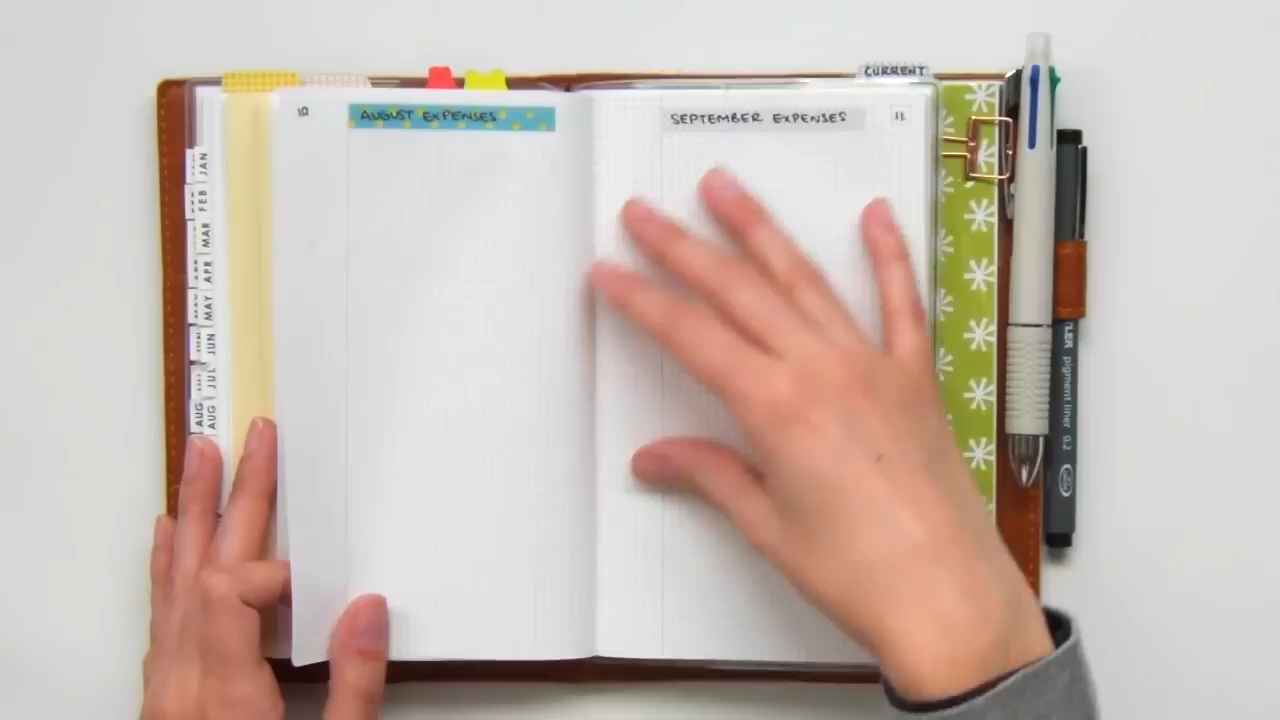 CURRENT
10
AUGUST EXPENSES
SEPTEMBER EXPENSES
11
JAN
FEB
MAR
APR
MAY
JUN
JUL
AUG
AUG
pigment liner 0.2